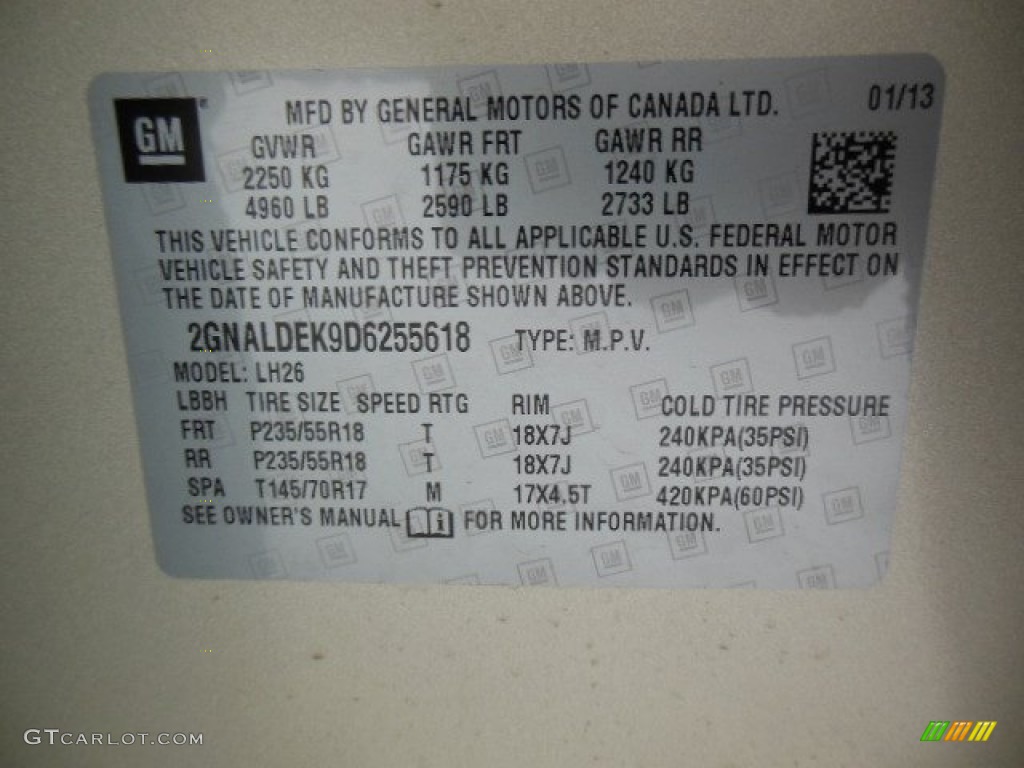 GM
MFD BY GENERAL MOTORS OF CANADA LTD. 01/13
GVWR GAWR FRT GAWR RR
2250 KG 1175 KG 1240 KG
4960 LB 2590 LB 2733 LB
THIS VEHICLE CONFORMS TO ALL APPLICABLE U.S. FEDERAL MOTOR
VEHICLE SAFETY AND THEFT PREVENTION STANDARDS IN EFFECT ON
THE DATE OF MANUFACTURE SHOWN ABOVE.
2GNALDEK9D6255618 TYPE: M.P.V.
MODEL: LH26
LBBH TIRE SIZE SPEED RTG RIM COLD TIRE PRESSURE
FRT P235/55R18 T 18X7J 240KPA(35PSI)
RR P235/55R18 T 18X7J 240KPA(35PSI)
SPA T145/70R17 M 17X4.5T 420KPA(60PSI)
SEE OWNER'S MANUAL i FOR MORE INFORMATION.
GTCARLOT.COM